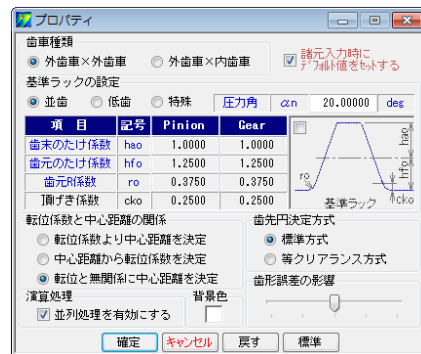 プロパティ
歯車種類
外歯車×外歯車 外歯車×内歯車
諸元入力時に
デフォルト値をセットする
基準ラックの設定
並歯 低歯 特殊 圧力角 αn 20.00000 deg
項 目 記号 Pinion Gear
歯末のたけ係数 hao 1.0000 1.0000
歯元のたけ係数 hfo 1.2500 1.2500
歯元R係数 ro 0.3750 0.3750
頂げき係数 cko 0.2500 0.2500
hao
hfo
ro
cko
基準ラック
転位係数と中心距離の関係
転位係数より中心距離を決定
中心距離から転位係数を決定
転位と無関係に中心距離を決定
歯先円決定方式
標準方式
等クリアランス方式
演算処理
並列処理を有効にする
背景色
歯形誤差の影響
確定 キャンセル 戻す 標準